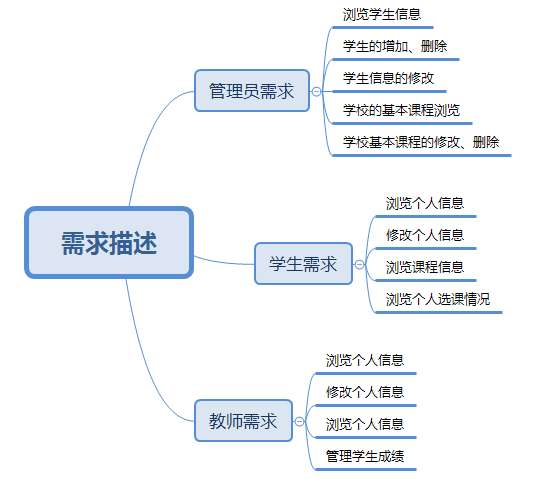 需求描述
管理员需求
浏览学生信息
学生的增加、删除
学生信息的修改
学校的基本课程浏览
学校基本课程的修改、删除
学生需求
浏览个人信息
修改个人信息
浏览课程信息
浏览个人选课情况
教师需求
浏览个人信息
修改个人信息
浏览个人信息
管理学生成绩